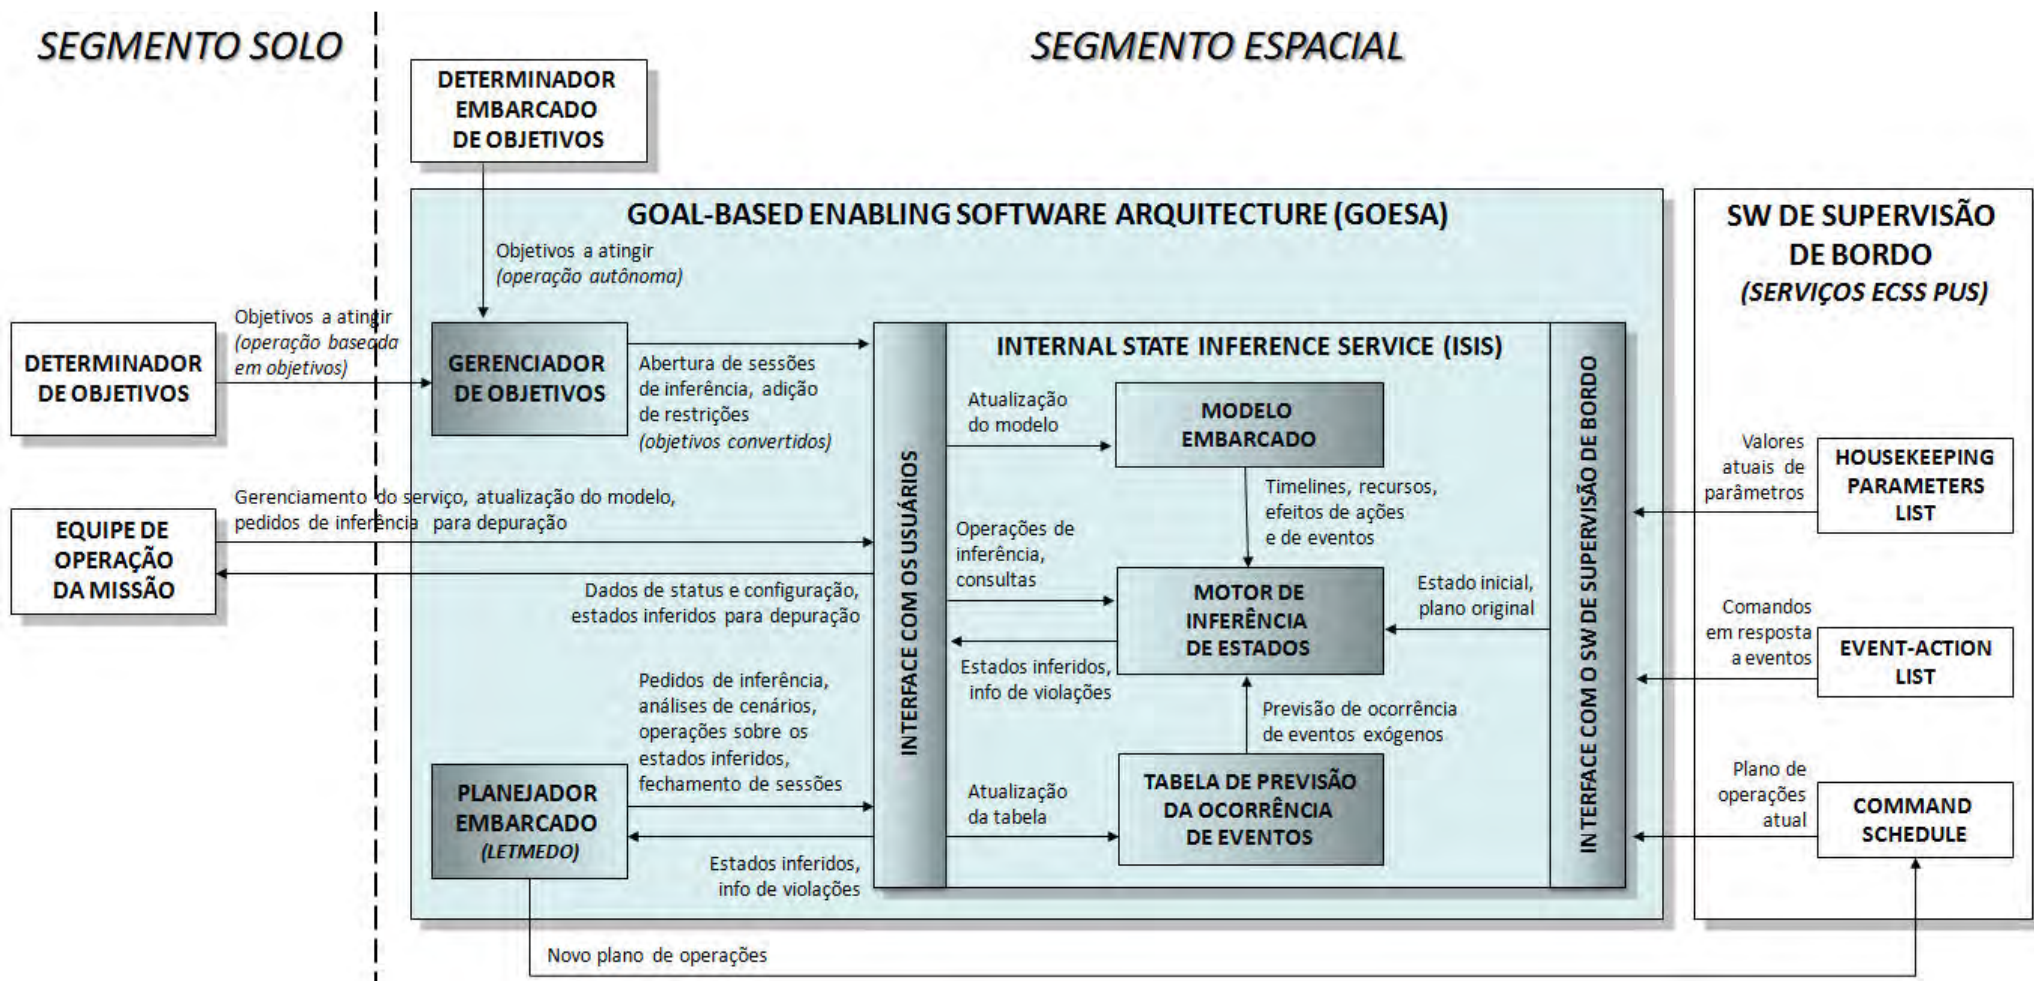 SEGMENTO SOLO
SEGMENTO ESPACIAL
DETERMINADOR
EMBARCADO
DE OBJETIVOS
GOAL-BASED ENABLING SOFTWARE ARQUITECTURE (GOESA)
Objetivos a atingir
(operação autônoma)
SW DE SUPERVISÃO
DE BORDO
(SERVIÇOS ECSS PUS)
DETERMINADOR
DE OBJETIVOS
Objetivos a atingir
(operação baseada
em objetivos)
GERENCIADOR
DE OBJETIVOS
Abertura de sessões
de inferência, adição
de restrições
(objetivos convertidos)
INTERFACE COM OS USUÁRIOS
INTERNAL STATE INFERENCE SERVICE (ISIS)
Atualização
do modelo
MODELO
EMBARCADO
Timelines, recursos,
efeitos de ações
e de eventos
INTERFACE COM O SW DE SUPERVISÃO DE BORDO
Valores
atuais de
parâmetros
HOUSEKEEPING
PARAMETERS
LIST
EQUIPE DE
OPERAÇÃO
DA MISSÃO
Gerenciamento do serviço, atualização do modelo,
pedidos de inferência para depuração
Dados de status e configuração,
estados inferidos para depuração
Operações de
inferência,
consultas
MOTOR DE
INFERÊNCIA
DE ESTADOS
Estado inicial,
plano original
Estados inferidos,
info de violações
Comandos
em resposta
a eventos
EVENT-ACTION
LIST
Pedidos de inferência,
análises de cenários,
operações sobre os
estados inferidos,
fechamento de sessões
Previsão de ocorrência
de eventos exógenos
PLANEJADOR
EMBARCADO
(LETMEDO)
Estados inferidos,
info de violações
Atualização
da tabela
TABELA DE PREVISÃO
DA OCORRÊNCIA
DE EVENTOS
Plano de
operações
atual
COMMAND
SCHEDULE
Novo plano de operações